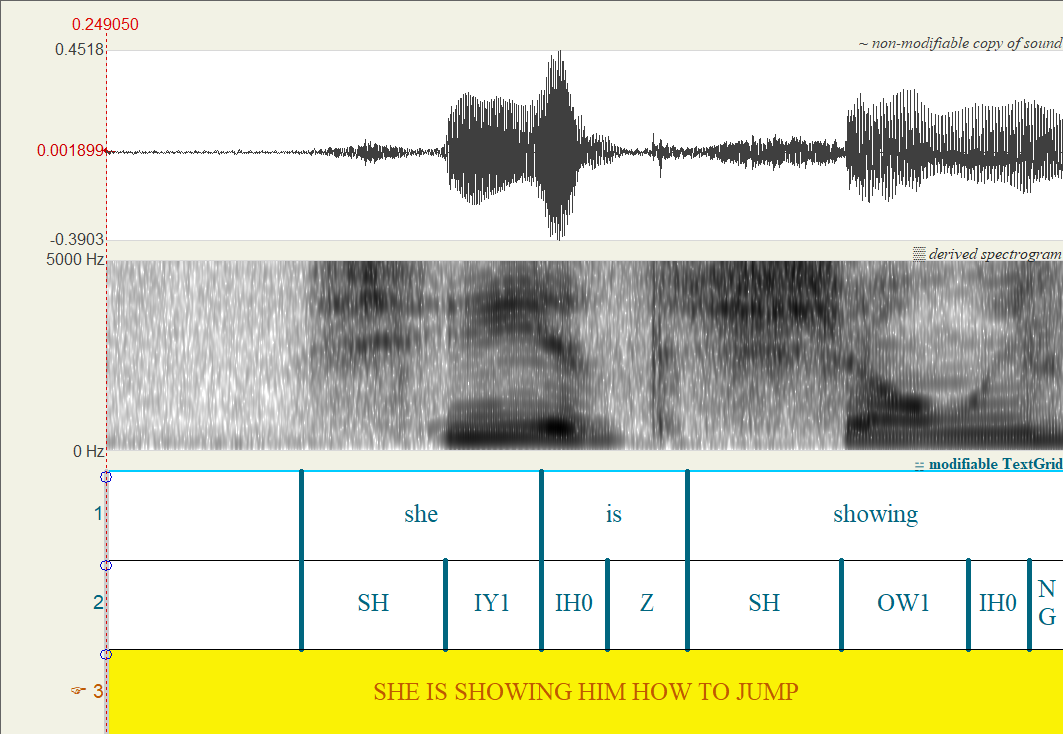 0.249050
0.4518
~ non-modifiable copy of sound
0.001899
-0.3903
5000 Hz
derived spectrogram
0 Hz
modifiable TextGrid
1 she is showing
2 SH IY1 IH0 Z SH OW1 IH0 N
G
☞ 3 SHE IS SHOWING HIM HOW TO JUMP